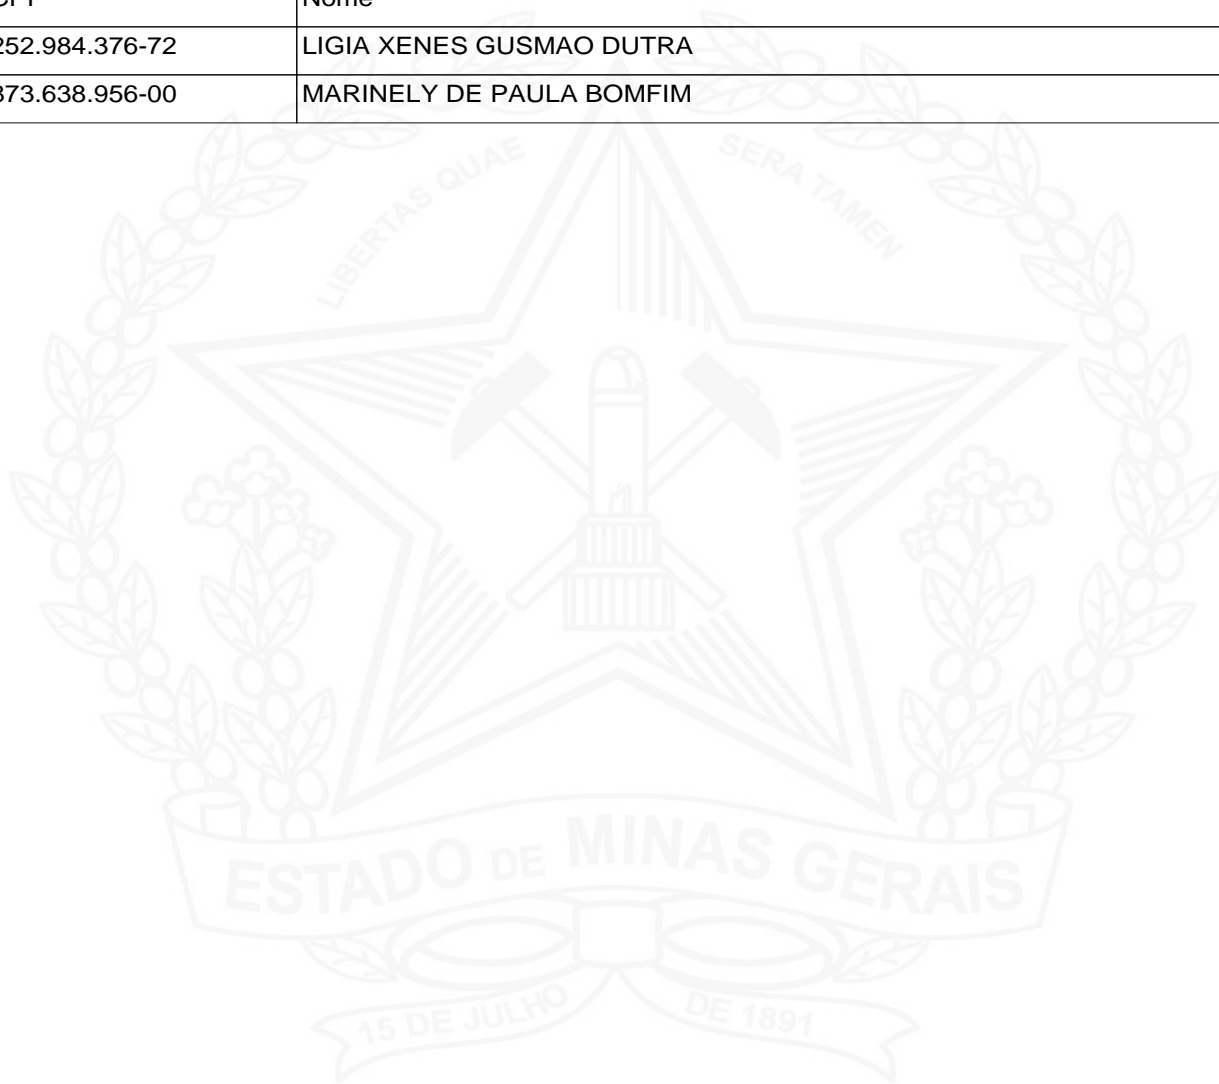 CPF Nome
252.984.376-72 LIGIA XENES GUSMAO DUTRA
873.638.956-00 MARINELY DE PAULA BOMFIM
LIBERTAS QUAE SERA TAMEN
ESTADO DE MINAS GERAIS
15 DE JULHO DE 1891